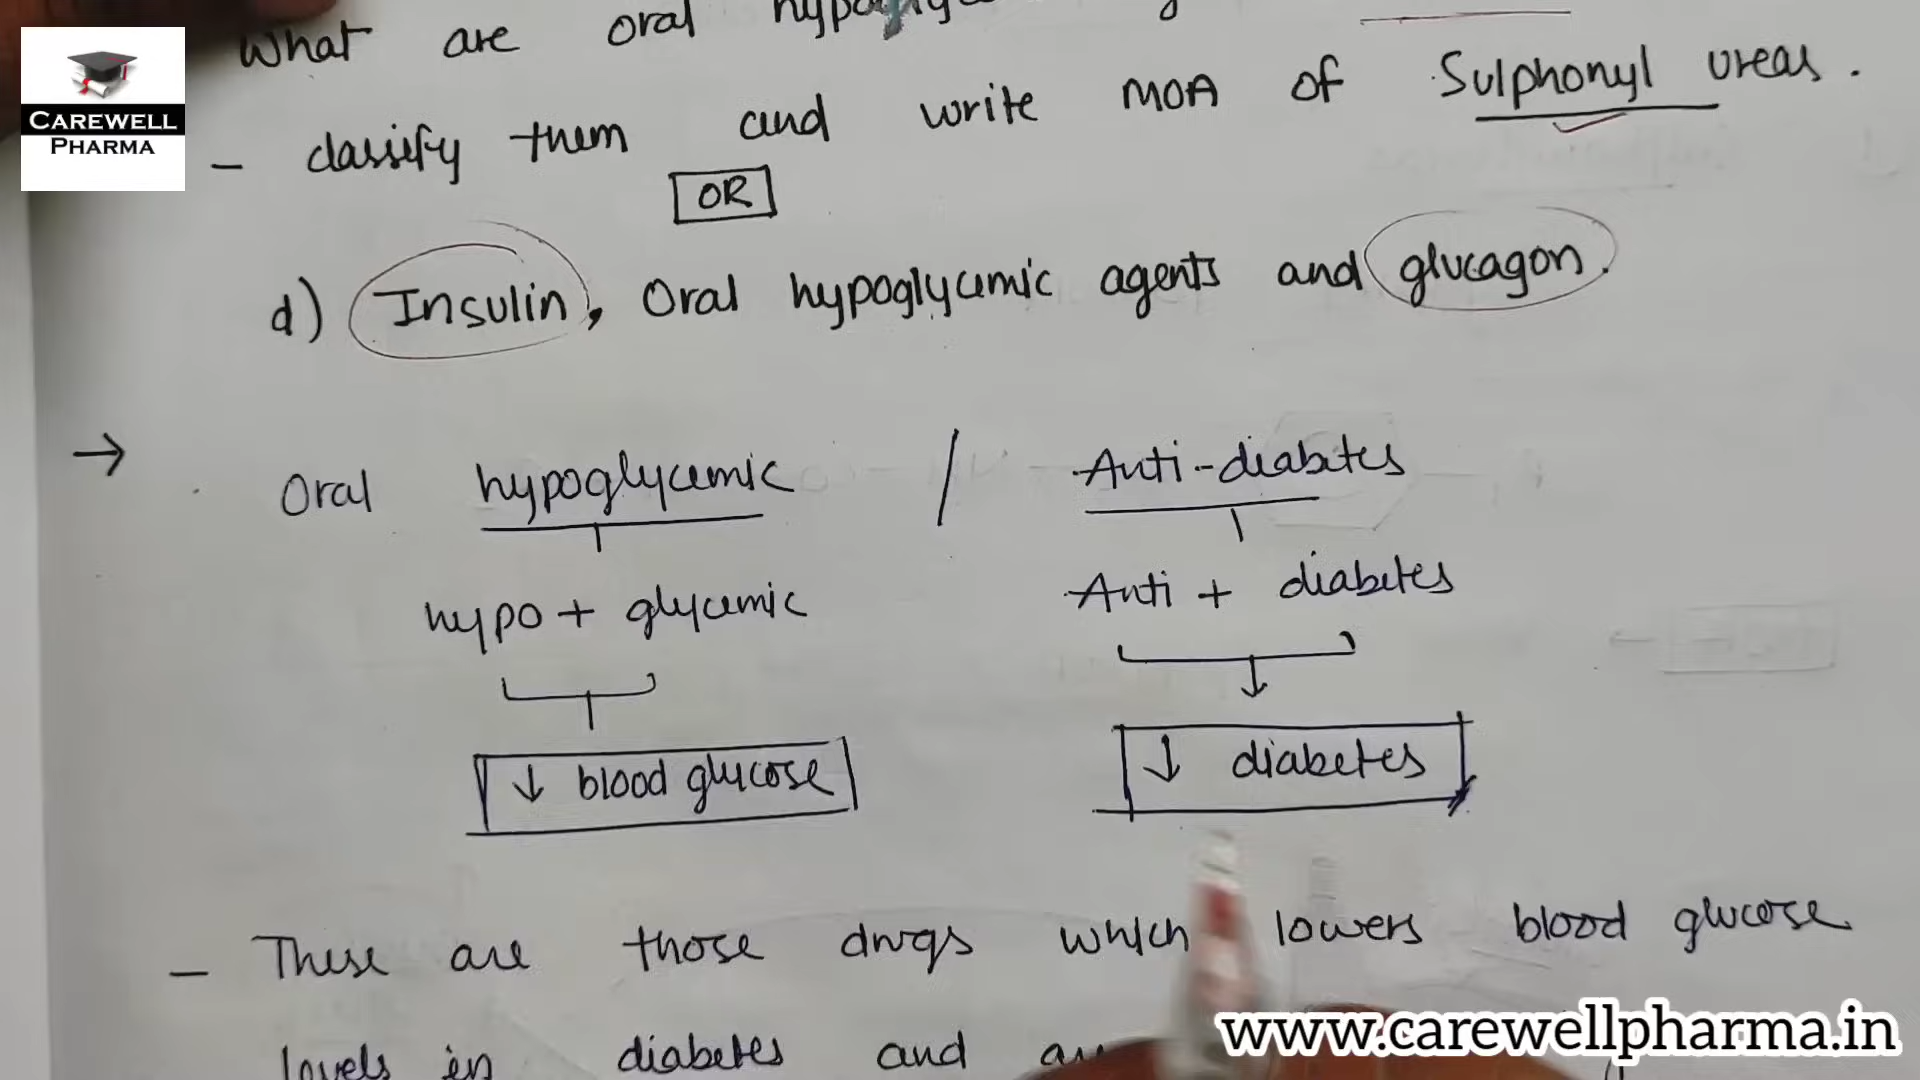 What are oral
- classify them and write MOA of Sulphonyl ureas.
OR
d) Insulin, Oral hypoglycemic agents and glucagon.
→ Oral hypoglycemic / Anti-diabetes
hypo + glycemic Anti + diabetes
↓ blood glucose ↓ diabetes
- These are those drugs which lowers blood glucose
levels in diabetes and
CAREWELL
PHARMA
www.carewellpharma.in